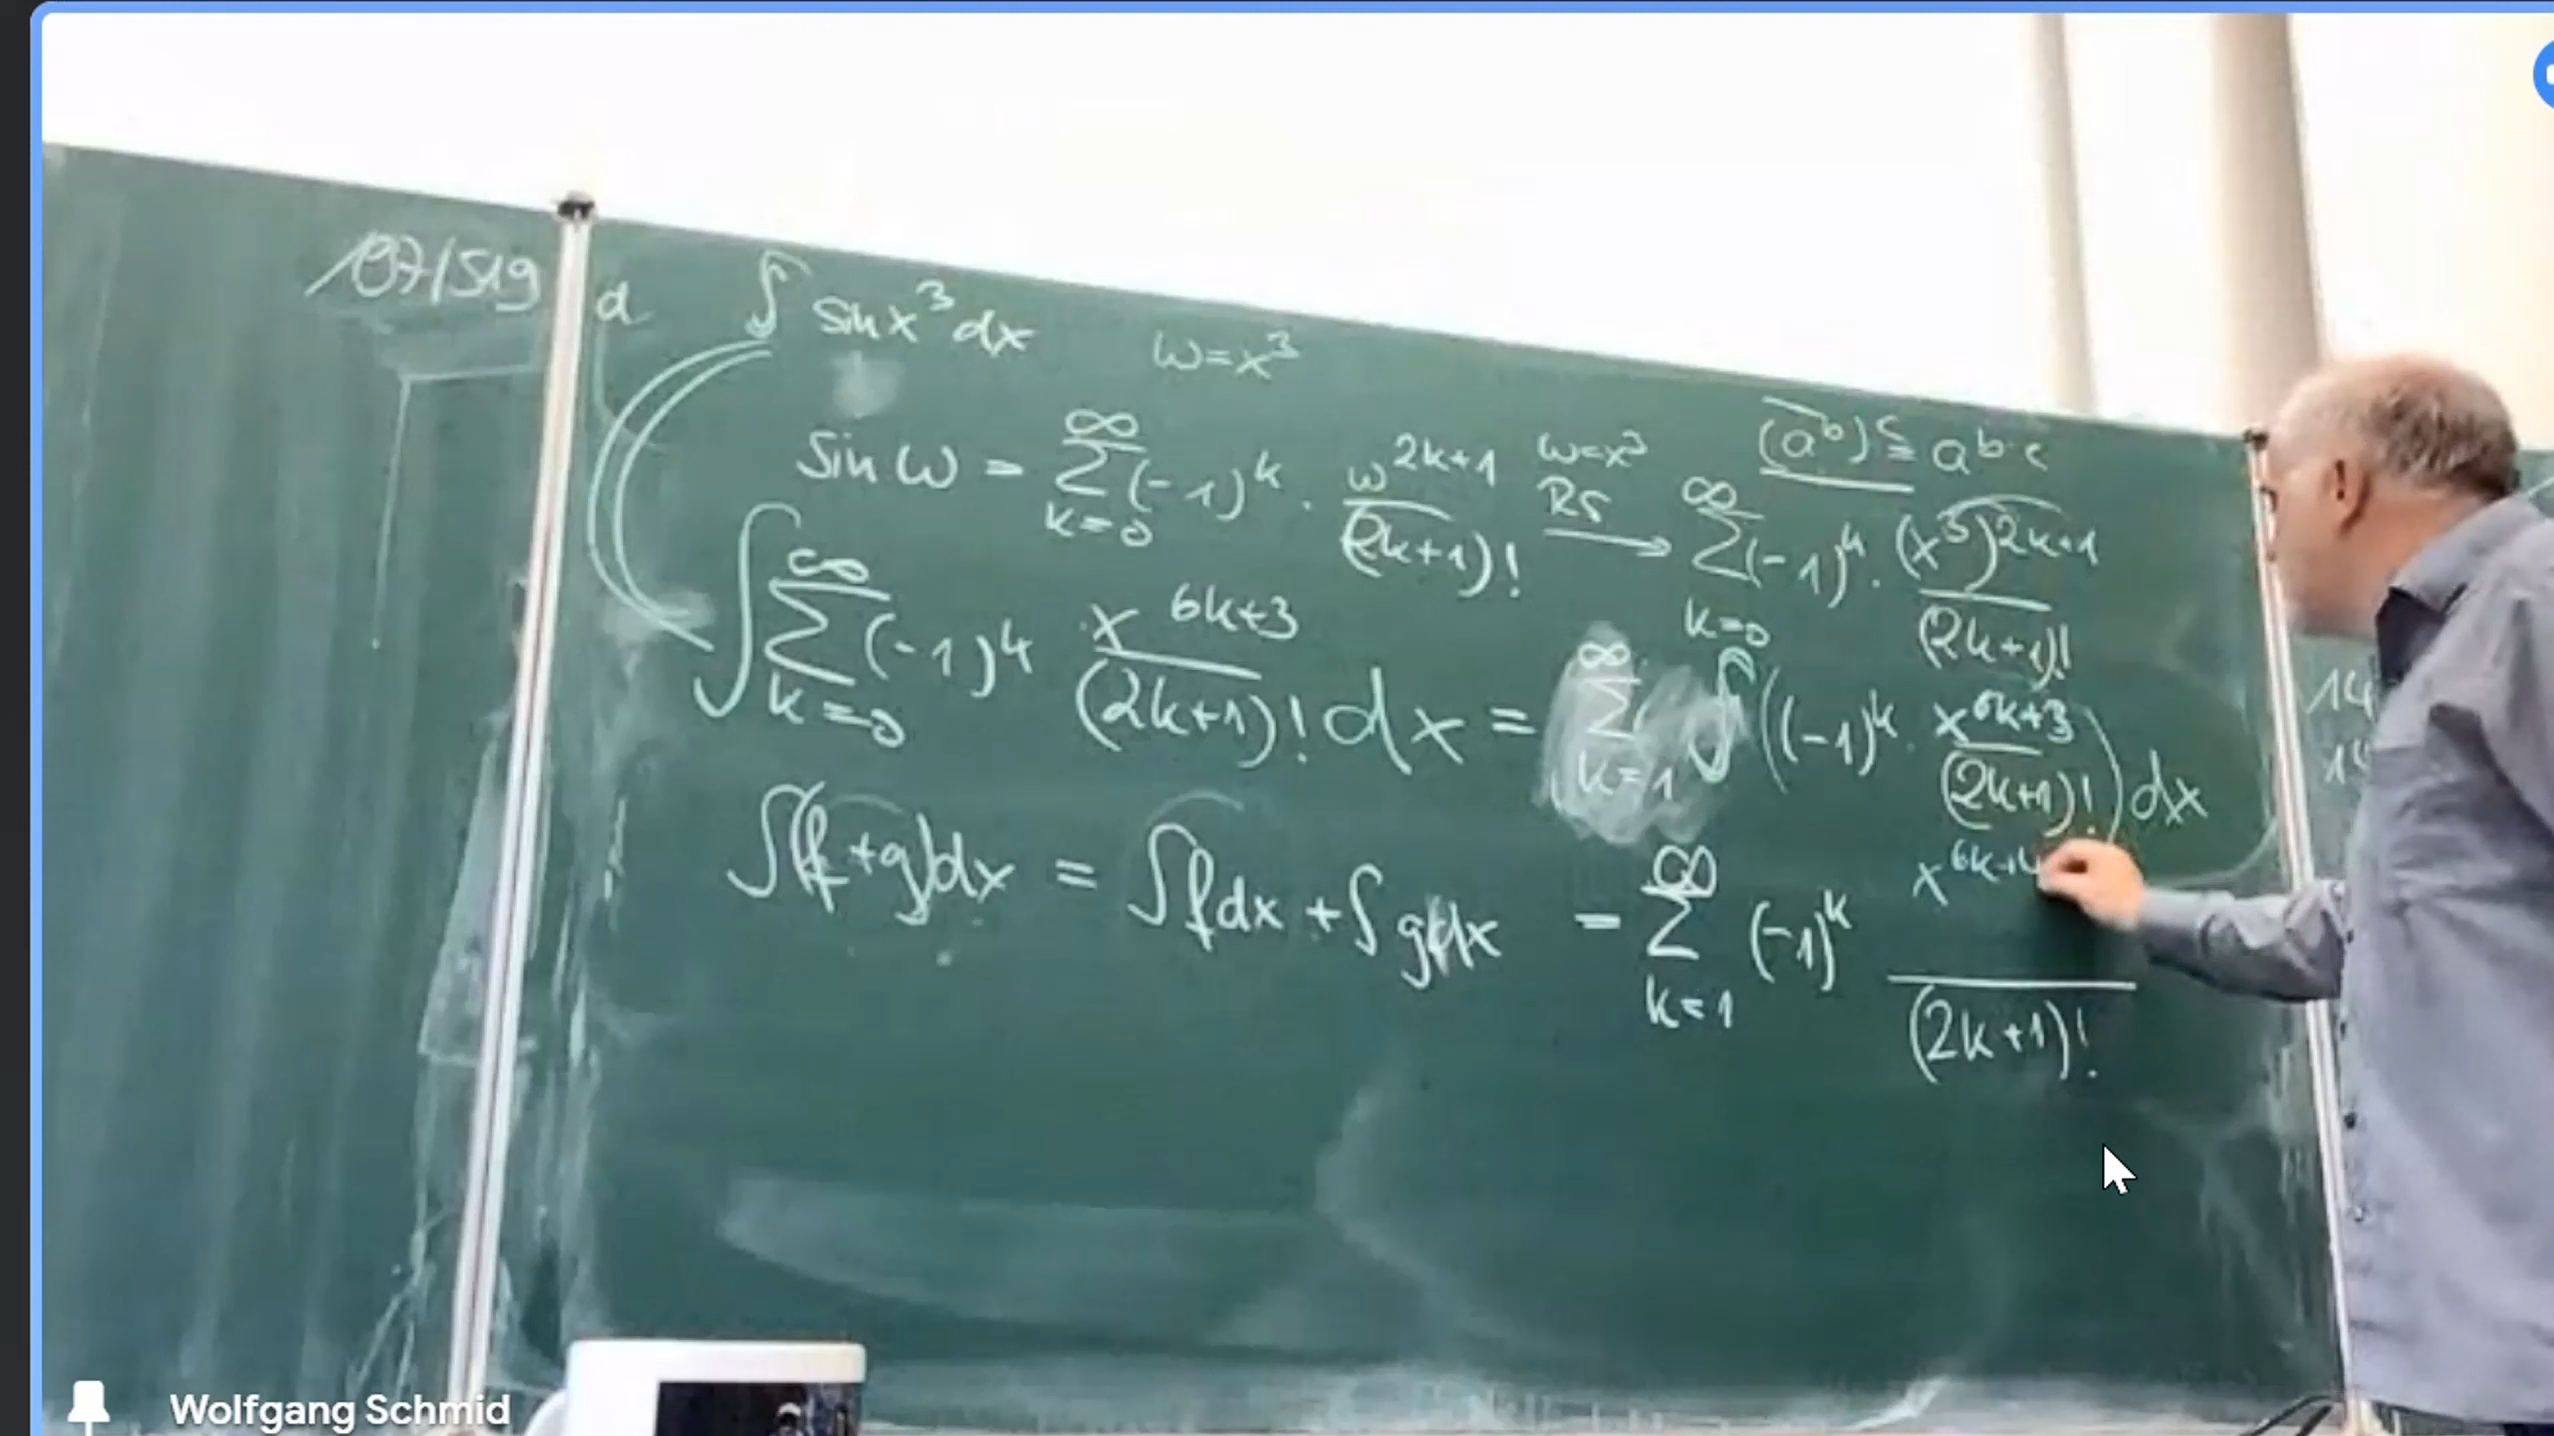 107/519 d ∫ sin x³ dx w=x³
(a^b)^c = a^{b·c}
sin w = ∑_{k=0}^{∞} (-1)^k · w^{2k+1}/(2k+1)! →^{w=x³ RS} ∑_{k=0}^{∞} (-1)^k · (x³)^{2k+1}/(2k+1)!
∫ ∑_{k=0}^{∞} (-1)^k x^{6k+3}/(2k+1)! dx = ∑_{k=1}^{∞} ∫ ((-1)^k · x^{6k+3}/(2k+1)!) dx
∫(f+g)dx = ∫f dx + ∫g dx = ∑_{k=1}^{∞} (-1)^k x^{6k+4}/(2k+1)!
14
Wolfgang Schmid